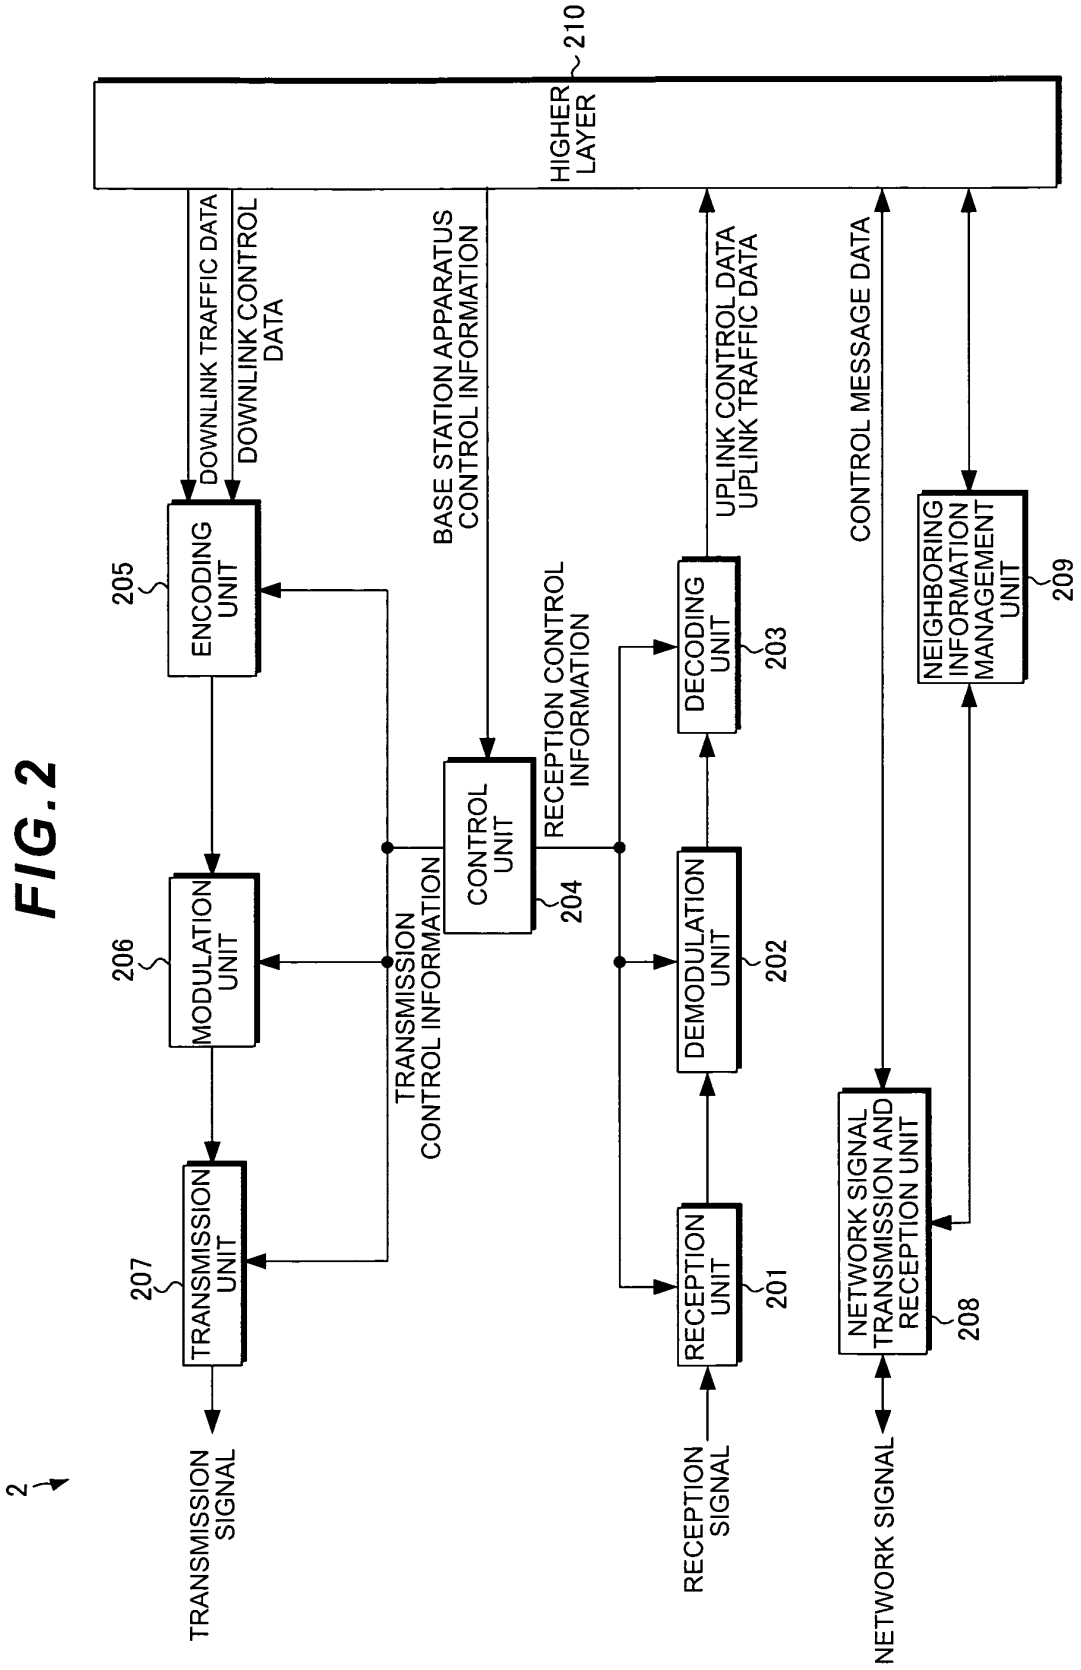 FIG.2
2
TRANSMISSION
SIGNAL
207
TRANSMISSION
UNIT
206
MODULATION
UNIT
205
ENCODING
UNIT
DOWNLINK TRAFFIC DATA
DOWNLINK CONTROL
DATA
TRANSMISSION
CONTROL INFORMATION
CONTROL
UNIT
204
BASE STATION APPARATUS
CONTROL INFORMATION
RECEPTION CONTROL
INFORMATION
HIGHER
LAYER
210
RECEPTION
SIGNAL
RECEPTION
UNIT
201
DEMODULATION
UNIT
202
DECODING
UNIT
203
UPLINK CONTROL DATA
UPLINK TRAFFIC DATA
NETWORK SIGNAL
NETWORK SIGNAL
TRANSMISSION AND
RECEPTION UNIT
208
CONTROL MESSAGE DATA
NEIGHBORING
INFORMATION
MANAGEMENT
UNIT
209